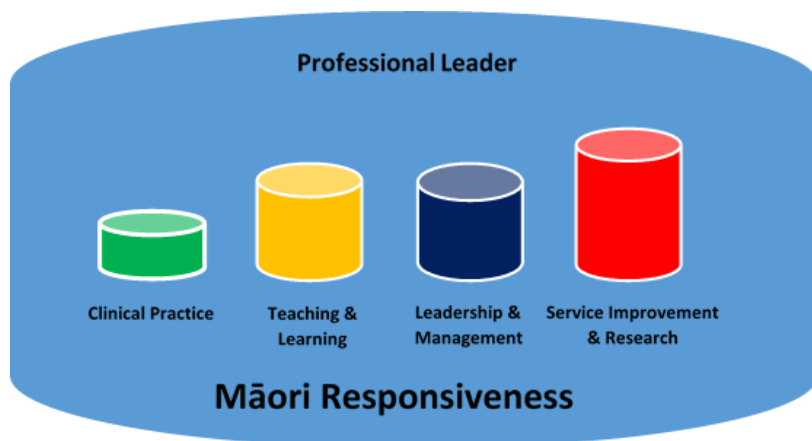 Professional Leader
Clinical Practice
Teaching &
Learning
Leadership &
Management
Service Improvement
& Research
Māori Responsiveness